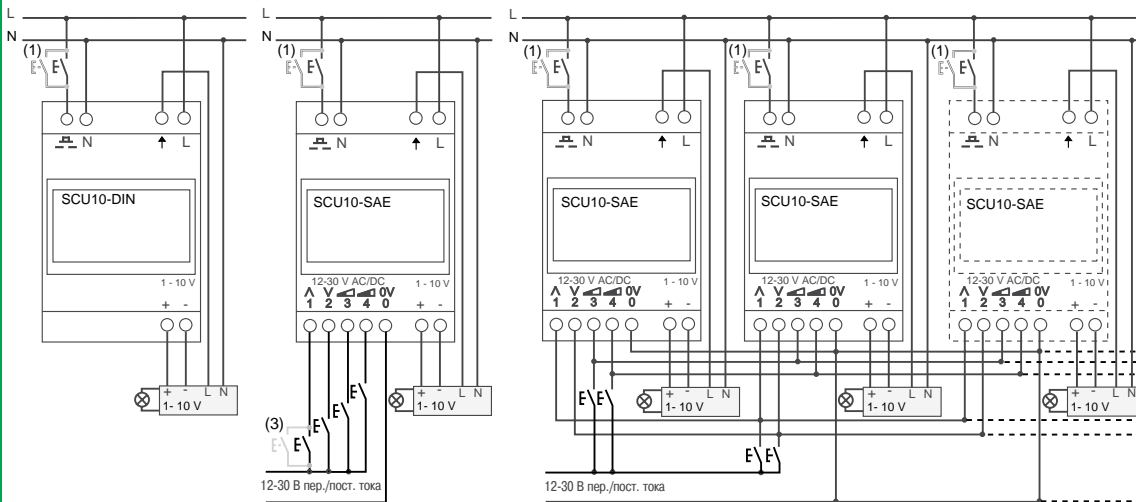 L
N
(1)
N L
SCU10-DIN
1 - 10 V
+ -
+ - L N
1- 10 V
L
N
(1)
N L
SCU10-SAE
12-30 V AC/DC
1 - 10 V
0V
1 2 3 4 0
+ -
+ - L N
1- 10 V
(3)
12-30 В пер./пост. тока
L
N
(1)
N L
SCU10-SAE
12-30 V AC/DC
1 - 10 V
0V
1 2 3 4 0
+ -
+ - L N
1- 10 V
12-30 В пер./пост. тока
(1)
N L
SCU10-SAE
12-30 V AC/DC
1 - 10 V
0V
1 2 3 4 0
+ -
+ - L N
1- 10 V
(1)
N L
SCU10-SAE
12-30 V AC/DC
1 - 10 V
0V
1 2 3 4 0
+ -
+ - L N
1- 10 V